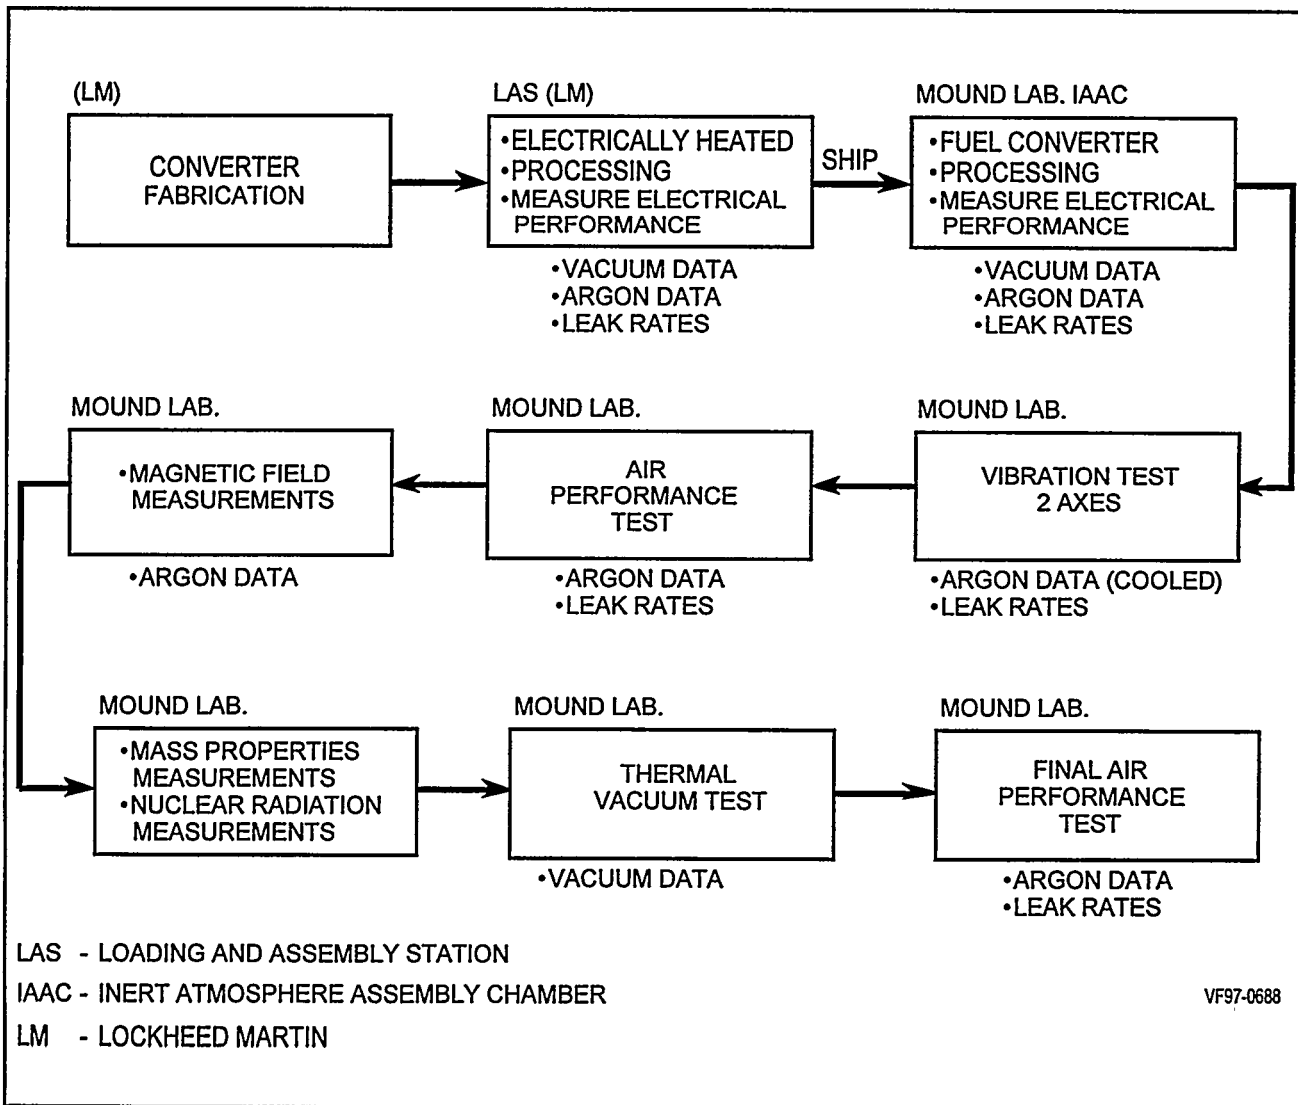 (LM)
CONVERTER
FABRICATION
LAS (LM)
•ELECTRICALLY HEATED
•PROCESSING
•MEASURE ELECTRICAL
PERFORMANCE
•VACUUM DATA
•ARGON DATA
•LEAK RATES
SHIP
MOUND LAB. IAAC
•FUEL CONVERTER
•PROCESSING
•MEASURE ELECTRICAL
PERFORMANCE
•VACUUM DATA
•ARGON DATA
•LEAK RATES
MOUND LAB.
VIBRATION TEST
2 AXES
•ARGON DATA (COOLED)
•LEAK RATES
MOUND LAB.
AIR
PERFORMANCE
TEST
•ARGON DATA
•LEAK RATES
MOUND LAB.
•MAGNETIC FIELD
MEASUREMENTS
•ARGON DATA
MOUND LAB.
•MASS PROPERTIES
MEASUREMENTS
•NUCLEAR RADIATION
MEASUREMENTS
MOUND LAB.
THERMAL
VACUUM TEST
•VACUUM DATA
MOUND LAB.
FINAL AIR
PERFORMANCE
TEST
•ARGON DATA
•LEAK RATES
LAS - LOADING AND ASSEMBLY STATION
IAAC - INERT ATMOSPHERE ASSEMBLY CHAMBER
LM - LOCKHEED MARTIN
VF97-0688